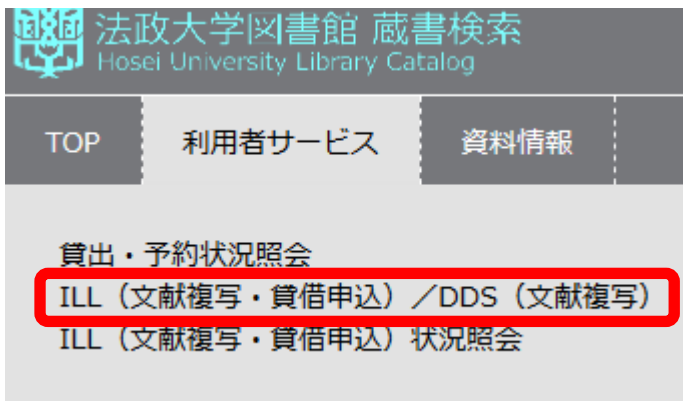 法政大学図書館 蔵書検索
Hosei University Library Catalog
TOP 利用者サービス 資料情報
貸出・予約状況照会
ILL（文献複写・貸借申込）／DDS（文献複写）
ILL（文献複写・貸借申込）状況照会